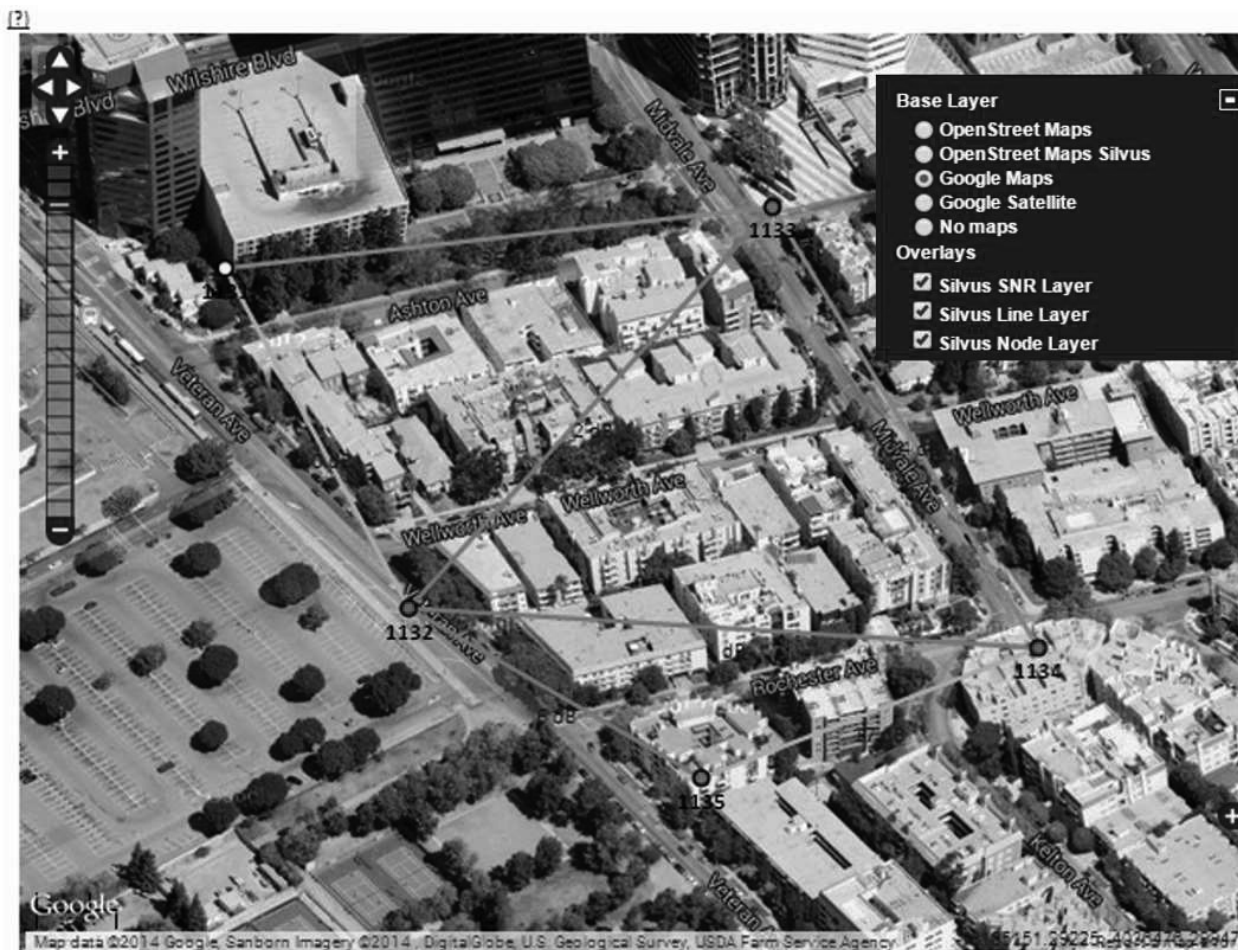 (?)
Wilshire Blvd
Blvd
Midvale Ave
Base Layer
OpenStreet Maps
OpenStreet Maps Silvus
Google Maps
Google Satellite
No maps
Overlays
Silvus SNR Layer
Silvus Line Layer
Silvus Node Layer
1133
Ashton Ave
Veteran Ave
Wellworth Ave
Midvale Ave
Wellworth Ave
Wellworth Ave
1132
Ave
Rochester Ave
1134
dB
1135
Kelton Ave
Veteran
Google
Map data ©2014 Google, Sanborn Imagery ©2014 , DigitalGlobe, U.S. Geological Survey, USDA Farm Service Agency